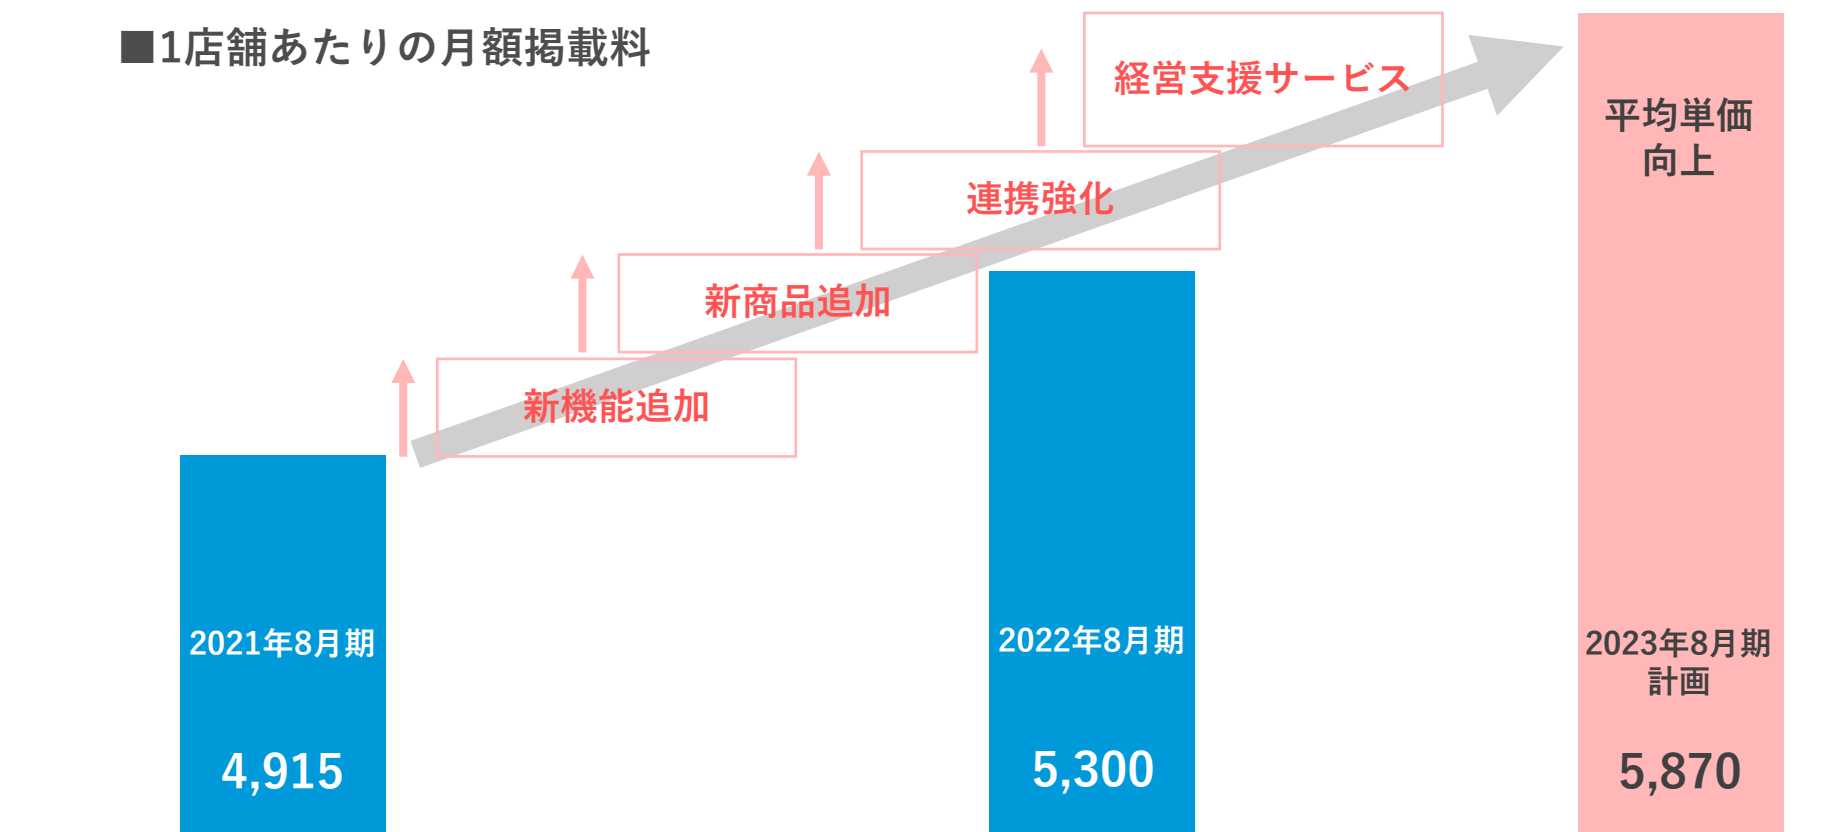 ■1店舗あたりの月額掲載料
経営支援サービス
連携強化
新商品追加
新機能追加
2021年8月期
4,915
2022年8月期
5,300
平均単価
向上
2023年8月期
計画
5,870